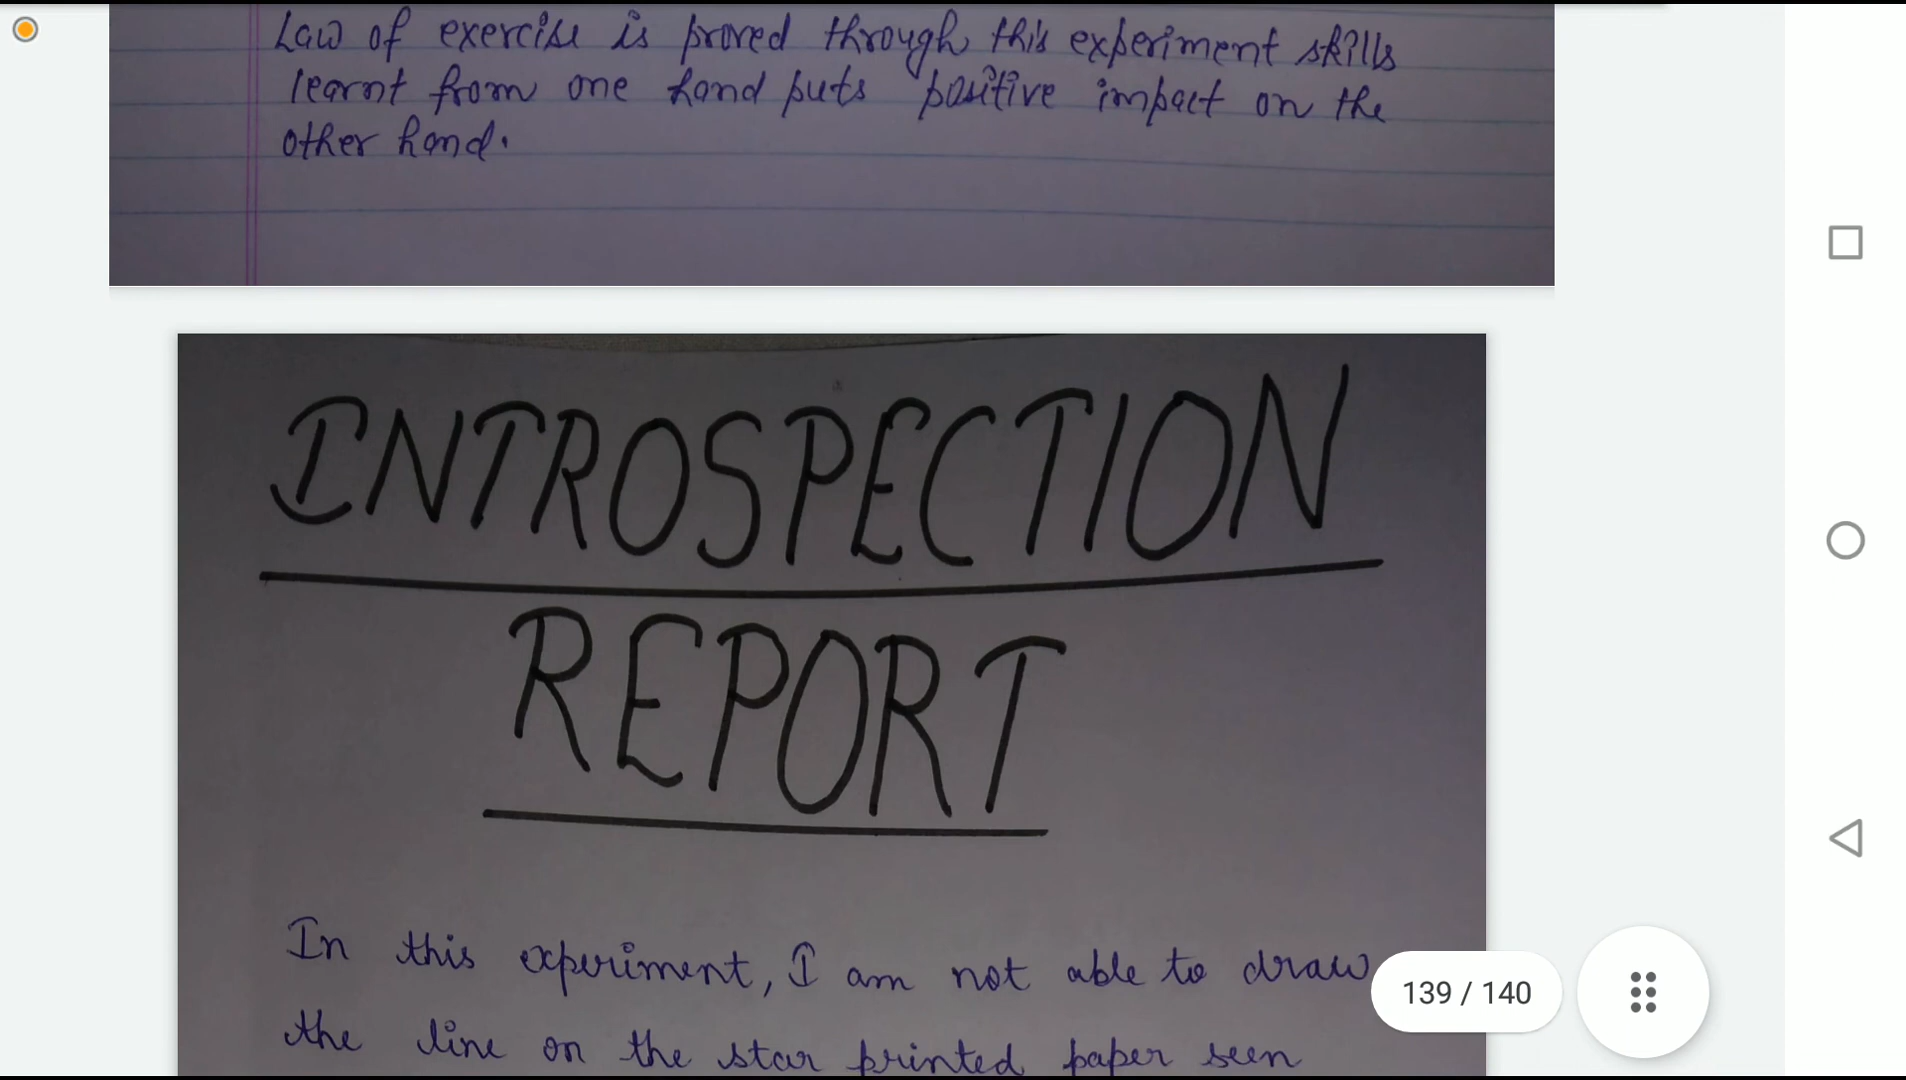 Law of exercise is proved through this experiment skills
learnt from one hand puts positive impact on the
other hand.
INTROSPECTION
REPORT
In this experiment, I am not able to draw
the line on the star printed paper seen
139 / 140